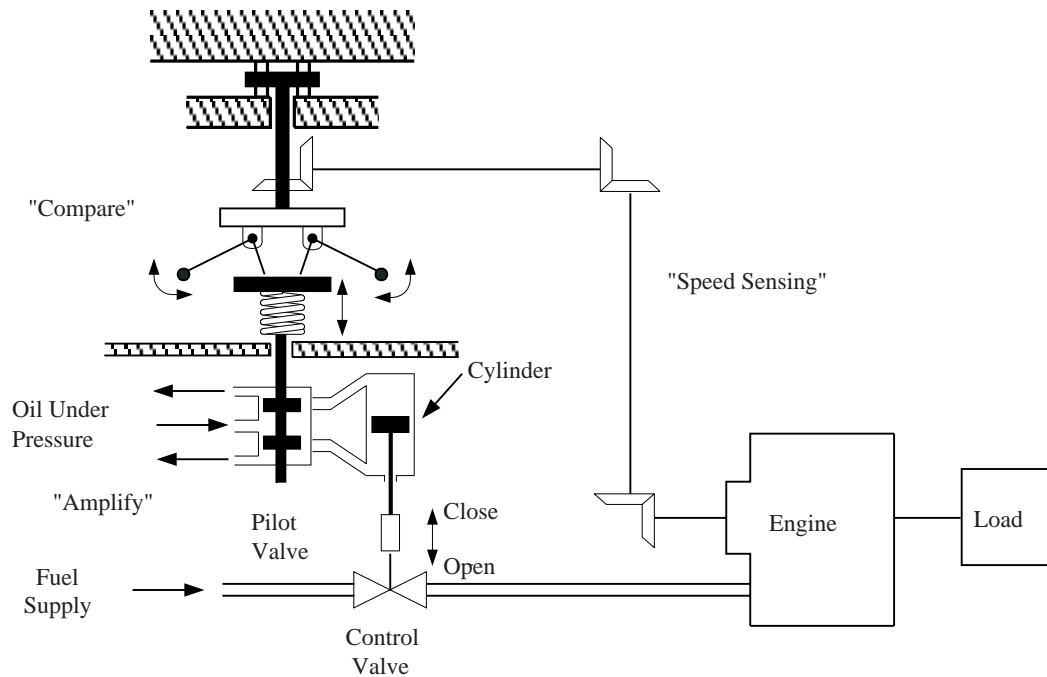 "Compare"
"Speed Sensing"
Cylinder
Oil Under
Pressure
"Amplify"
Pilot
Valve
Close
Open
Engine
Load
Fuel
Supply
Control
Valve